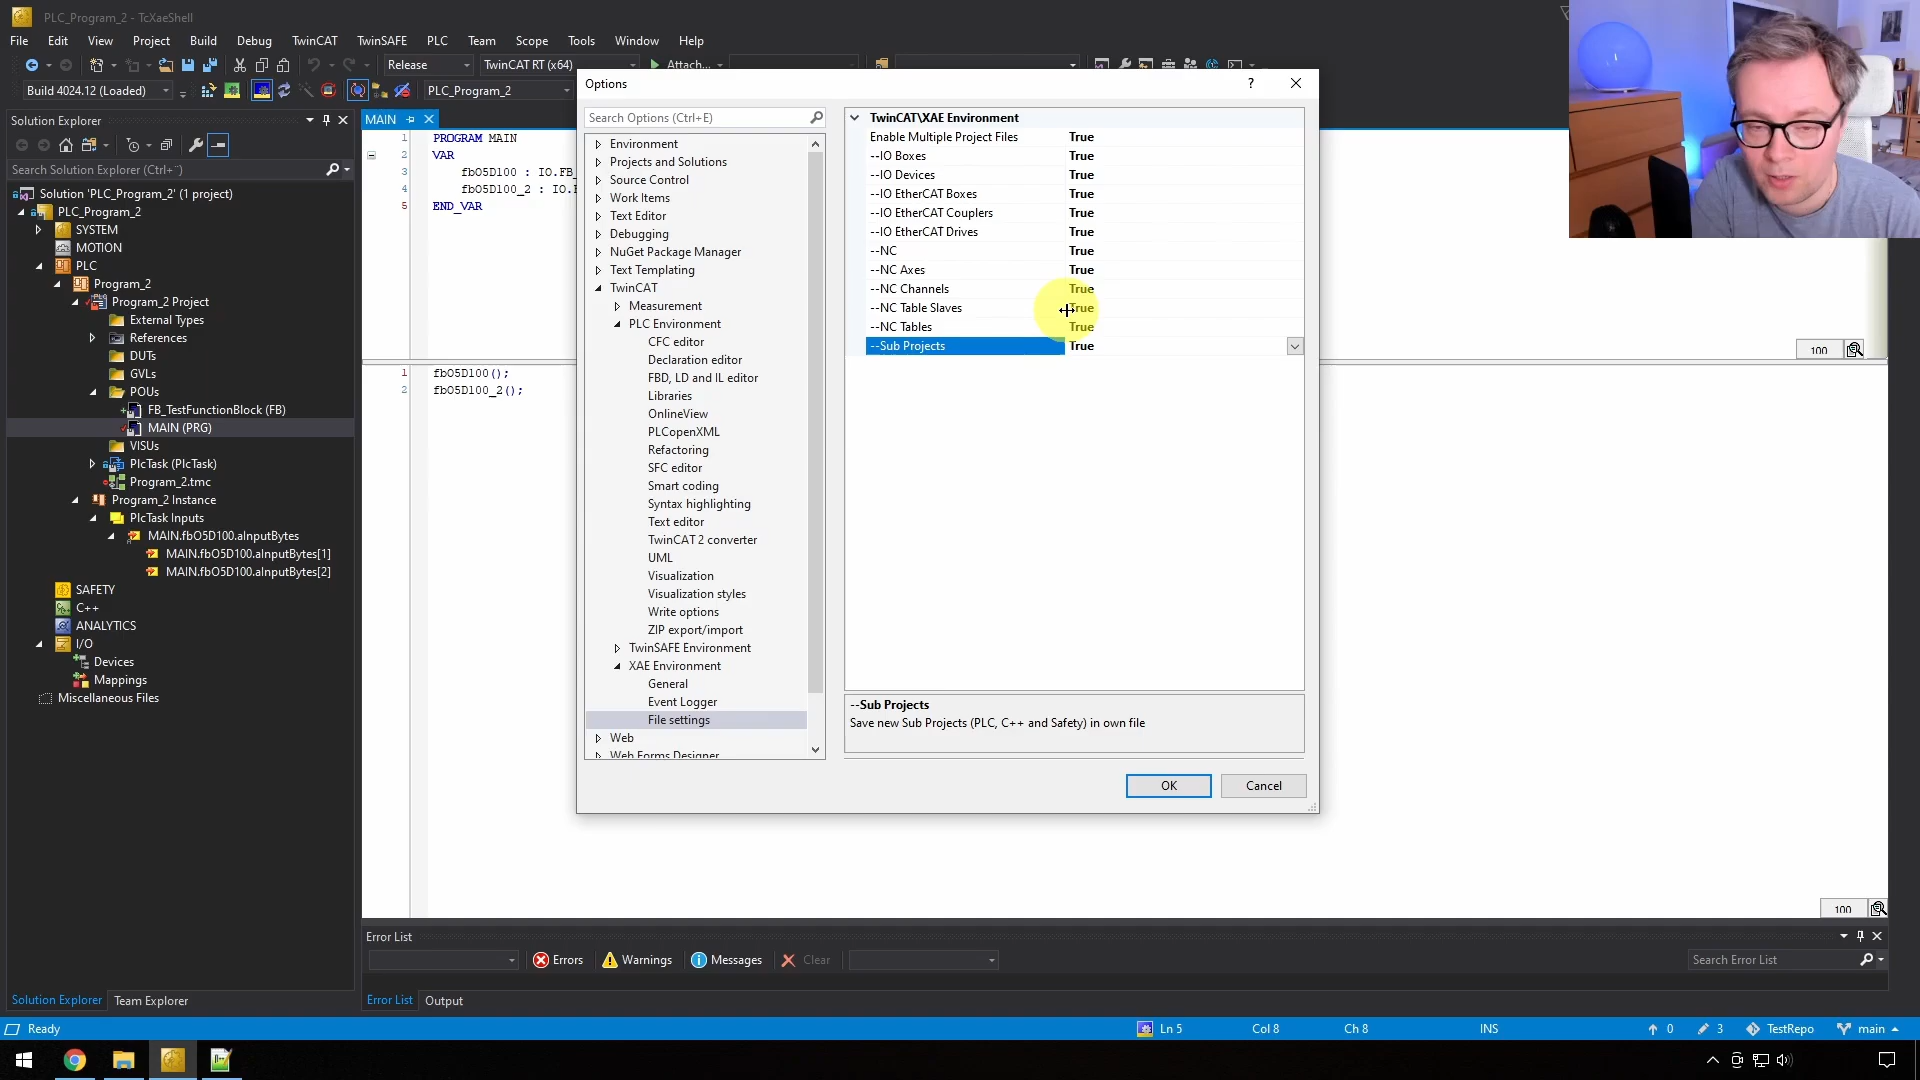 PLC_Program_2 - TcXaeShell
File Edit View Project Build Debug TwinCAT TwinSAFE PLC Team Scope Tools Window Help
Release TwinCAT RT (x64) Attach...
Build 4024.12 (Loaded) PLC_Program_2
Solution Explorer
Search Solution Explorer (Ctrl+¨)
Solution 'PLC_Program_2' (1 project)
PLC_Program_2
SYSTEM
MOTION
PLC
Program_2
Program_2 Project
External Types
References
DUTs
GVLs
POUs
FB_TestFunctionBlock (FB)
MAIN (PRG)
VISUs
PlcTask (PlcTask)
Program_2.tmc
Program_2 Instance
PlcTask Inputs
MAIN.fbO5D100.aInputBytes
MAIN.fbO5D100.aInputBytes[1]
MAIN.fbO5D100.aInputBytes[2]
SAFETY
C++
ANALYTICS
I/O
Devices
Mappings
Miscellaneous Files
Solution Explorer Team Explorer
MAIN
1 PROGRAM MAIN
2 VAR
3 fbO5D100 : IO.FB_
4 fbO5D100_2 : IO.
5 END_VAR
100
1 fbO5D100();
2 fbO5D100_2();
100
Options
? 
Search Options (Ctrl+E)
Environment
Projects and Solutions
Source Control
Work Items
Text Editor
Debugging
NuGet Package Manager
Text Templating
TwinCAT
Measurement
PLC Environment
CFC editor
Declaration editor
FBD, LD and IL editor
Libraries
OnlineView
PLCopenXML
Refactoring
SFC editor
Smart coding
Syntax highlighting
Text editor
TwinCAT 2 converter
UML
Visualization
Visualization styles
Write options
ZIP export/import
TwinSAFE Environment
XAE Environment
General
Event Logger
File settings
Web
Web Forms Designer
TwinCAT\XAE Environment
Enable Multiple Project Files True
--IO Boxes True
--IO Devices True
--IO EtherCAT Boxes True
--IO EtherCAT Couplers True
--IO EtherCAT Drives True
--NC True
--NC Axes True
--NC Channels True
--NC Table Slaves True
--NC Tables True
--Sub Projects True
--Sub Projects
Save new Sub Projects (PLC, C++ and Safety) in own file
OK Cancel
Error List
Errors Warnings Messages Clear
Search Error List
Error List Output
Ready Ln 5 Col 8 Ch 8 INS 0 3 TestRepo main